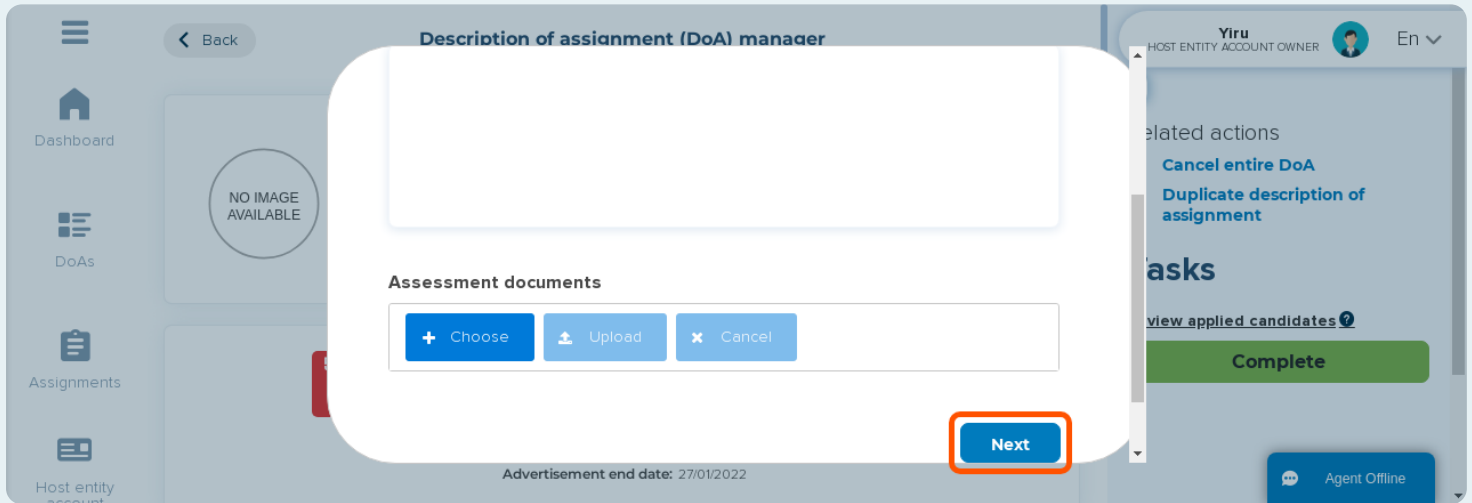 Back
Description of assignment (DoA) manager
Yiru
HOST ENTITY ACCOUNT OWNER
En
Dashboard
DoAs
Assignments
Host entity
account
NO IMAGE
AVAILABLE
Assessment documents
Choose
Upload
Cancel
Next
Advertisement end date: 27/01/2022
elated actions
Cancel entire DoA
Duplicate description of
assignment
asks
view applied candidates
?
Complete
Agent Offline